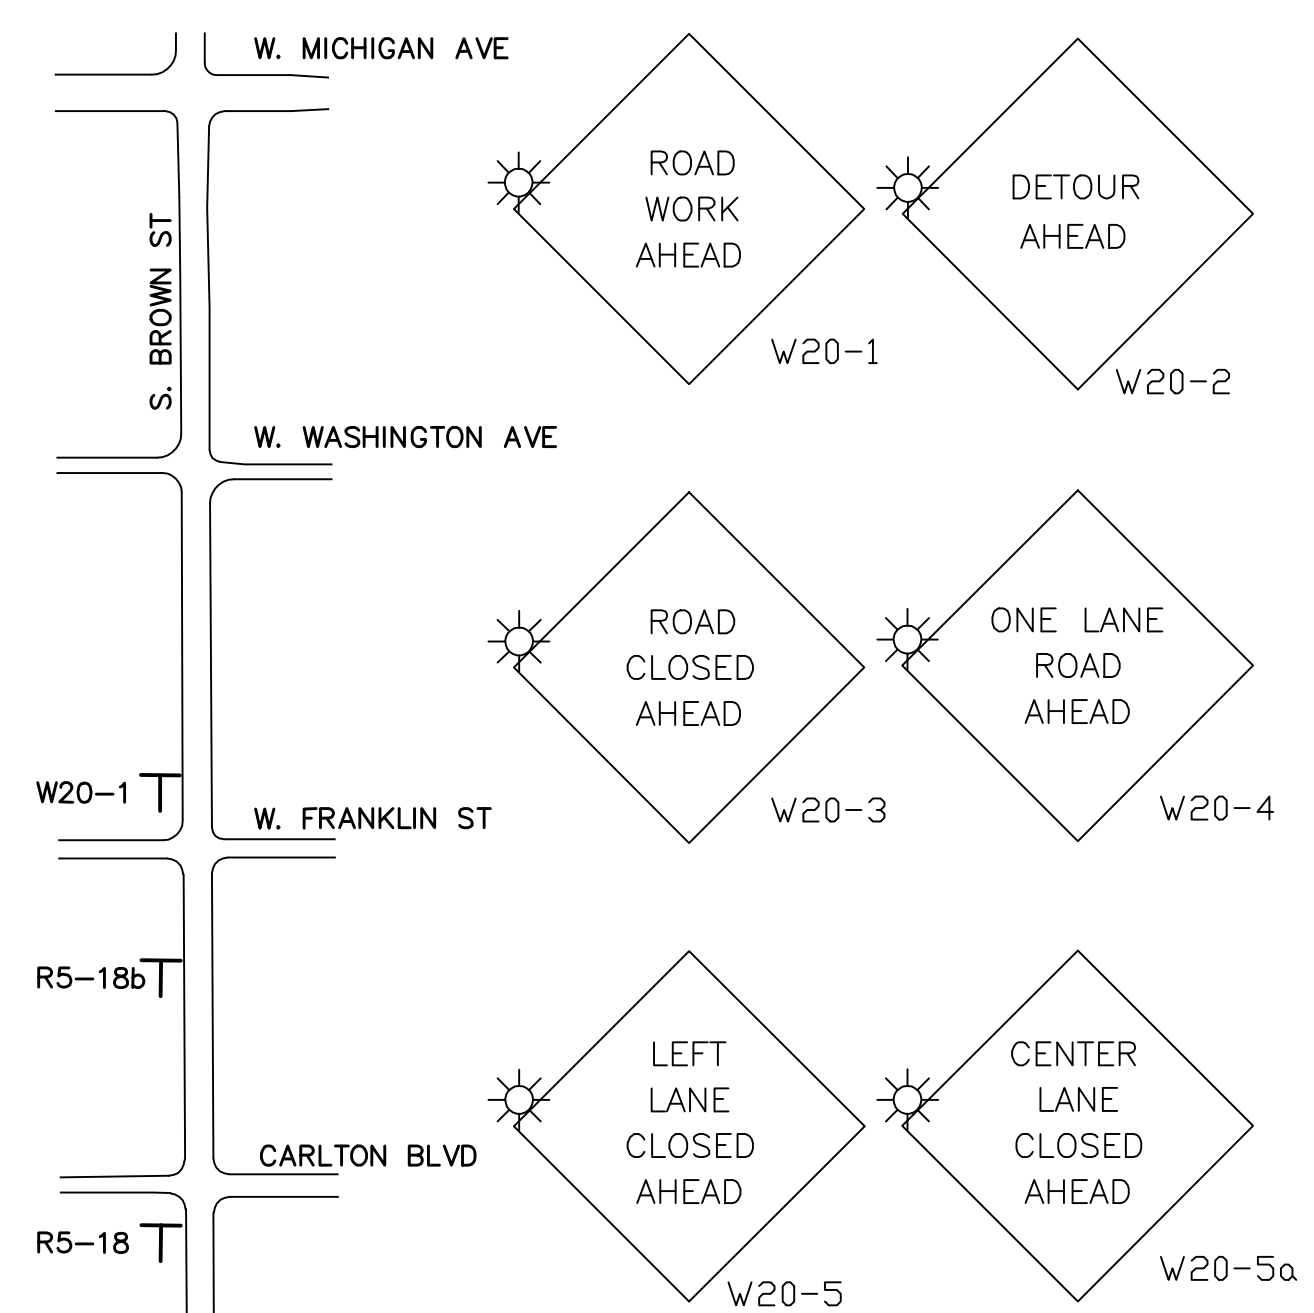 W. MICHIGAN AVE
S. BROWN ST
W. WASHINGTON AVE
W20-1
W. FRANKLIN ST
R5-18b
CARLTON BLVD
R5-18
ROAD
WORK
AHEAD
W20-1
DETOUR
AHEAD
W20-2
ROAD
CLOSED
AHEAD
W20-3
ONE LANE
ROAD
AHEAD
W20-4
LEFT
LANE
CLOSED
AHEAD
W20-5
CENTER
LANE
CLOSED
AHEAD
W20-5a